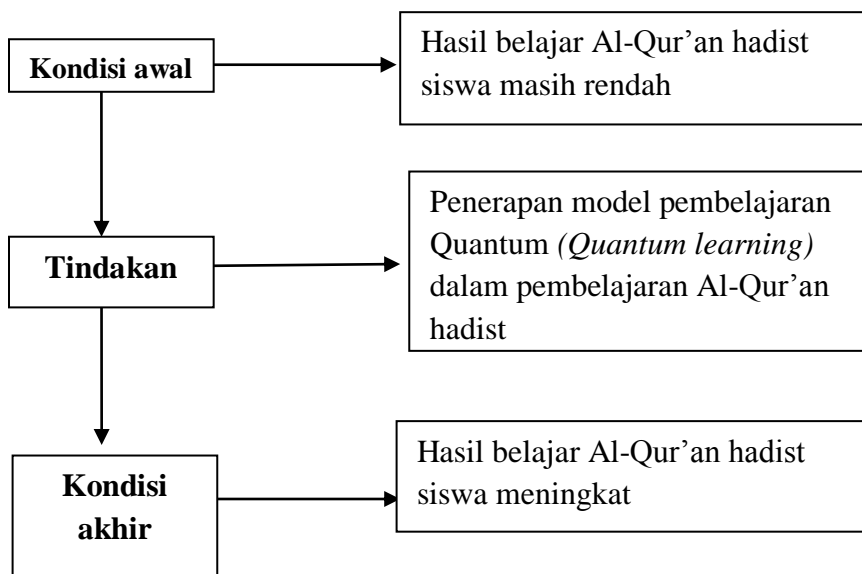 Kondisi awal
Hasil belajar Al-Qur’an hadist
siswa masih rendah
Tindakan
Penerapan model pembelajaran
Quantum (Quantum learning)
dalam pembelajaran Al-Qur’an
hadist
Kondisi
akhir
Hasil belajar Al-Qur’an hadist
siswa meningkat